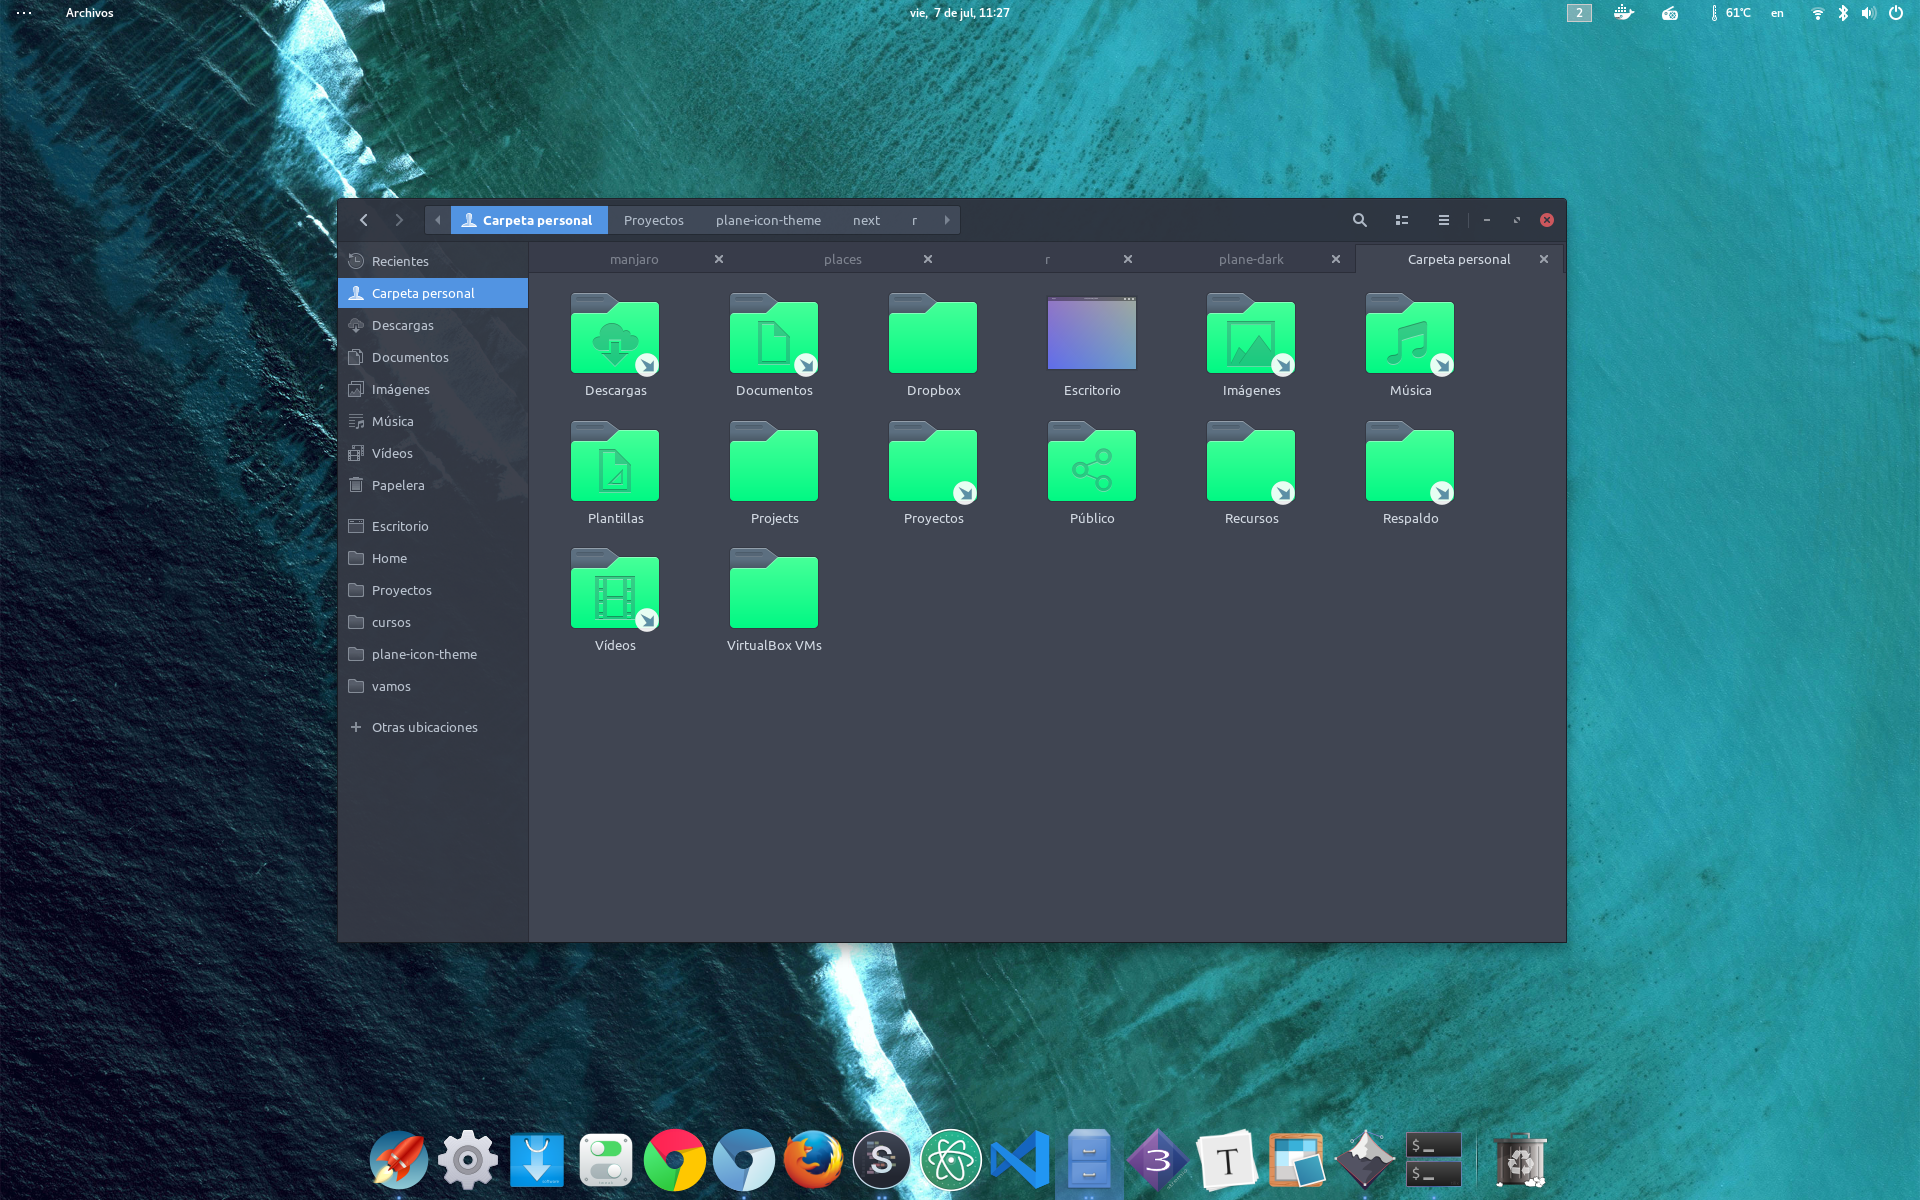 Archivos
vie,  7 de jul, 11:27
2
61℃
en
Carpeta personal
Proyectos
plane-icon-theme
next
r
Recientes
Carpeta personal
Descargas
Documentos
Imágenes
Música
Vídeos
Papelera
Escritorio
Home
Proyectos
cursos
plane-icon-theme
vamos
Otras ubicaciones
manjaro
places
r
plane-dark
Carpeta personal
Descargas
Documentos
Dropbox
Escritorio
Imágenes
Música
Plantillas
Projects
Proyectos
Público
Recursos
Respaldo
Vídeos
VirtualBox VMs
S
3
T
$ _
$ _